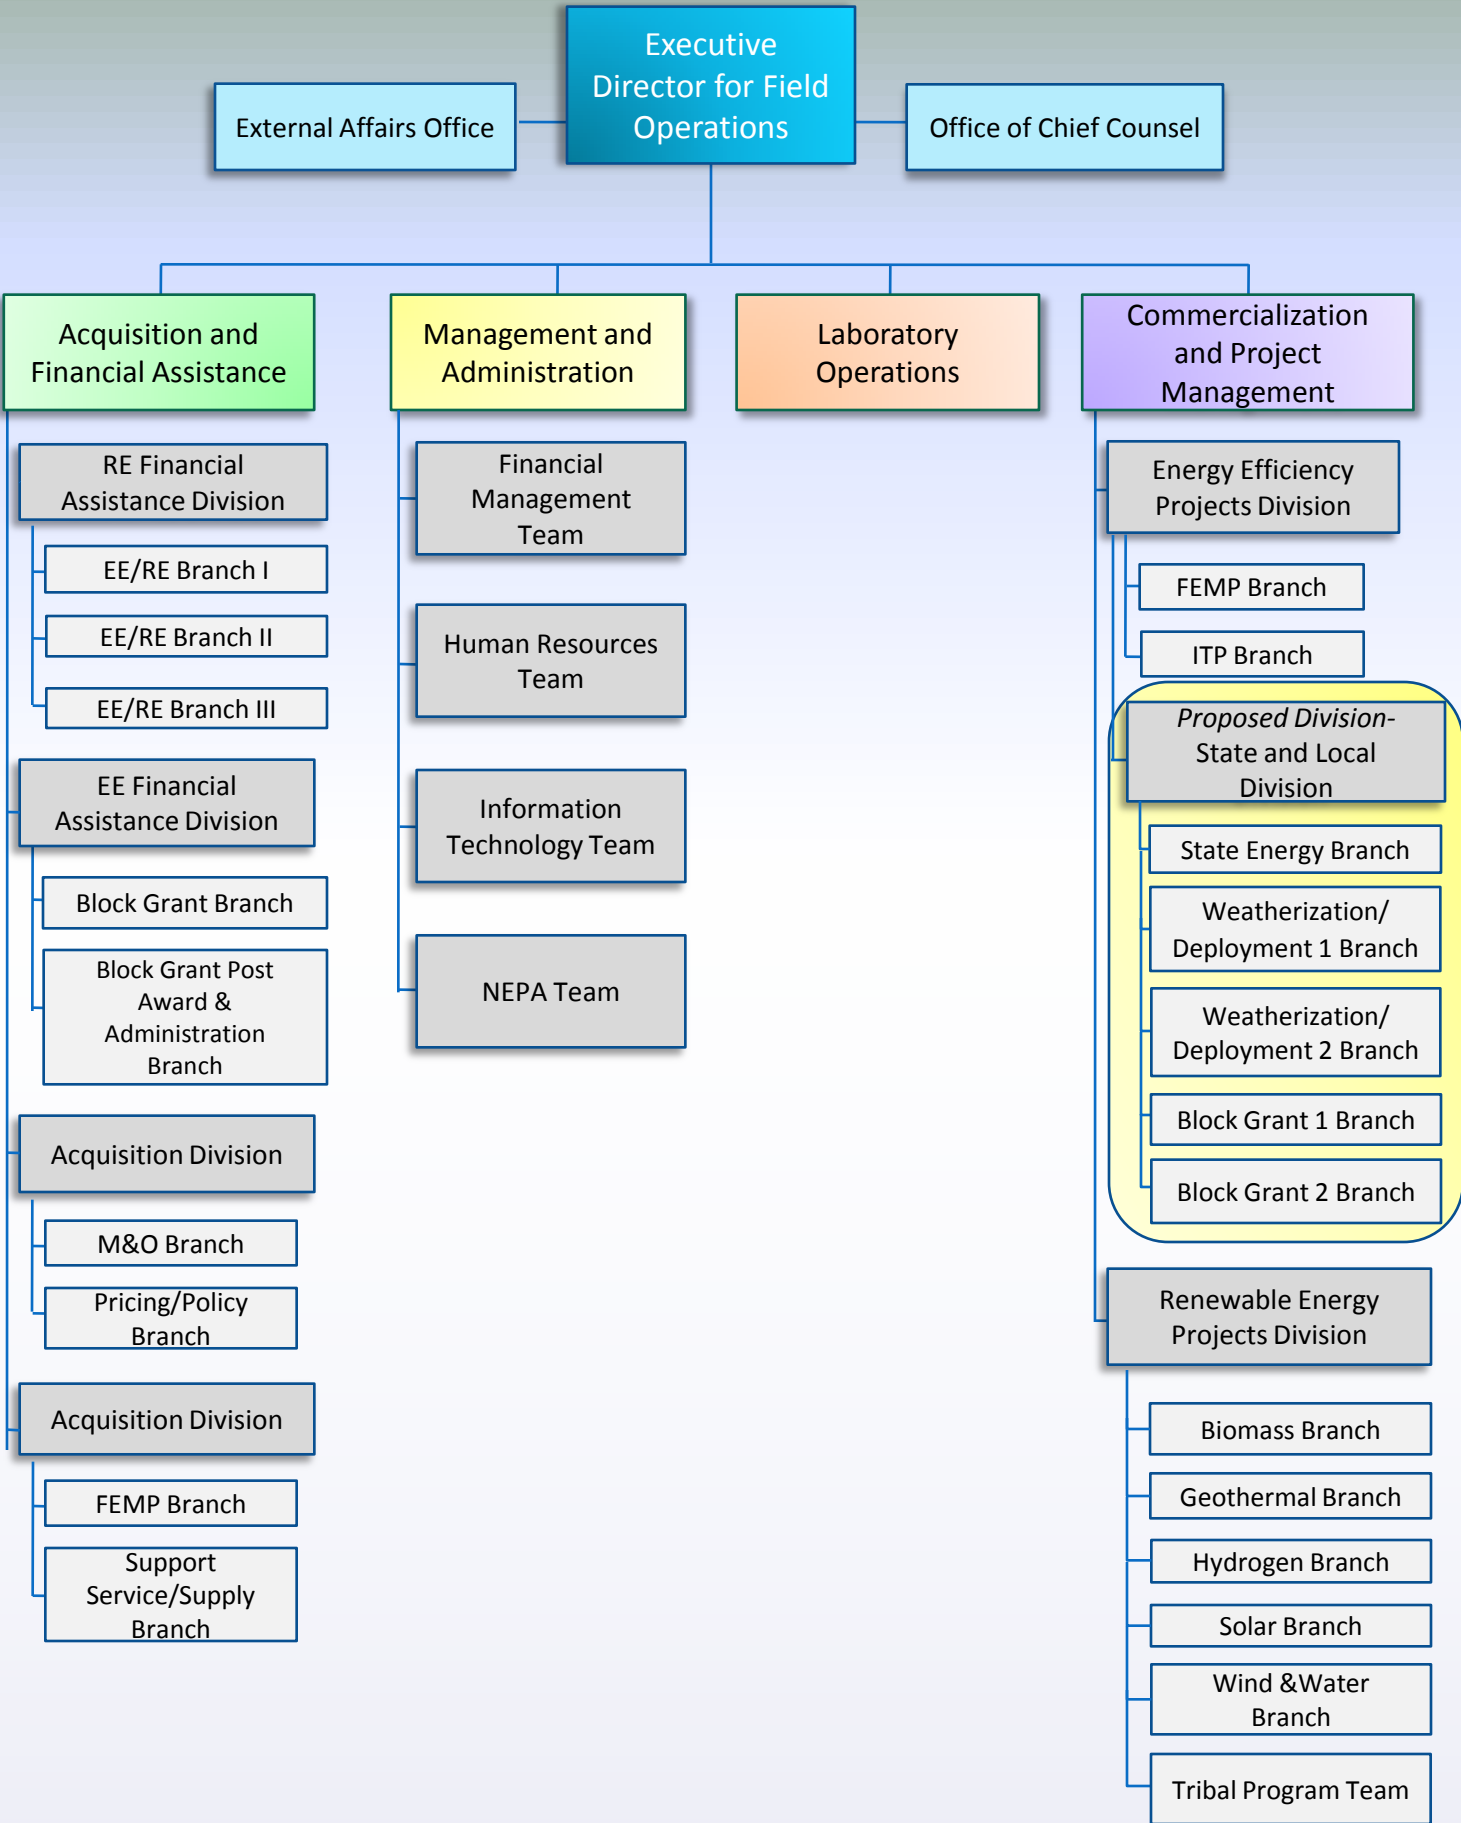 Executive
Director for Field
Operations
External Affairs Office
Office of Chief Counsel
Acquisition and
Financial Assistance
RE Financial
Assistance Division
EE/RE Branch I
EE/RE Branch II
EE/RE Branch III
EE Financial
Assistance Division
Block Grant Branch
Block Grant Post
Award &
Administration
Branch
Acquisition Division
M&O Branch
Pricing/Policy
Branch
Acquisition Division
FEMP Branch
Support
Service/Supply
Branch
Management and
Administration
Financial
Management
Team
Human Resources
Team
Information
Technology Team
NEPA Team
Laboratory
Operations
Commercialization
and Project
Management
Energy Efficiency
Projects Division
FEMP Branch
ITP Branch
Proposed Division-
State and Local
Division
State Energy Branch
Weatherization/
Deployment 1 Branch
Weatherization/
Deployment 2 Branch
Block Grant 1 Branch
Block Grant 2 Branch
Renewable Energy
Projects Division
Biomass Branch
Geothermal Branch
Hydrogen Branch
Solar Branch
Wind &Water
Branch
Tribal Program Team